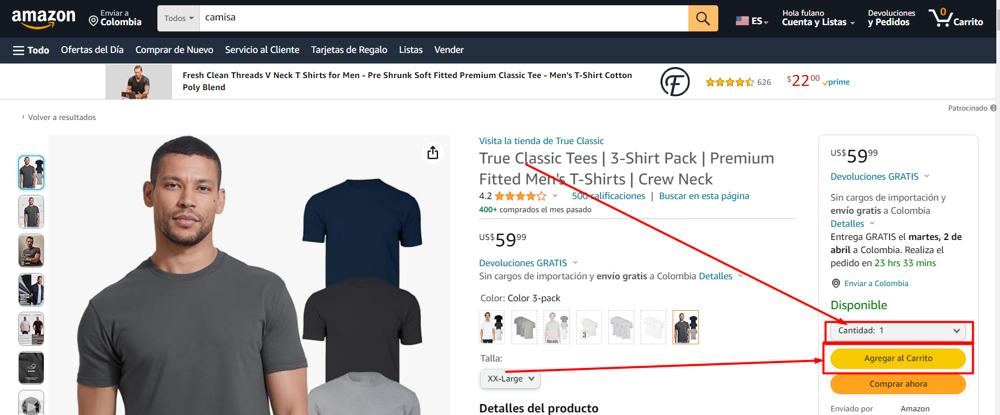 amazon
Enviar a
Colombia
Todos
camisa
ES
Hola fulano
Cuenta y Listas
Devoluciones
y Pedidos
0
Carrito
Todo
Ofertas del Día
Comprar de Nuevo
Servicio al Cliente
Tarjetas de Regalo
Listas
Vender
Fresh Clean Threads V Neck T Shirts for Men - Pre Shrunk Soft Fitted Premium Classic Tee - Men's T-Shirt Cotton
Poly Blend
F
626
$22 00
prime
Patrocinado
‹ Volver a resultados
Visita la tienda de True Classic
True Classic Tees | 3-Shirt Pack | Premium
Fitted Men's T-Shirts | Crew Neck
4.2
500 calificaciones | Buscar en esta página
400+ comprados el mes pasado
US$59 99
Devoluciones GRATIS
Sin cargos de importación y envío gratis a Colombia Detalles
Color: Color 3-pack
3
Talla:
XX-Large
Detalles del producto
US$59 99
Devoluciones GRATIS
Sin cargos de importación y
envío gratis a Colombia
Detalles
Entrega GRATIS el martes, 2 de
abril a Colombia. Realiza el
pedido en 23 hrs 33 mins
Enviar a Colombia
Disponible
Cantidad: 1
Agregar al Carrito
Comprar ahora
Enviado por Amazon